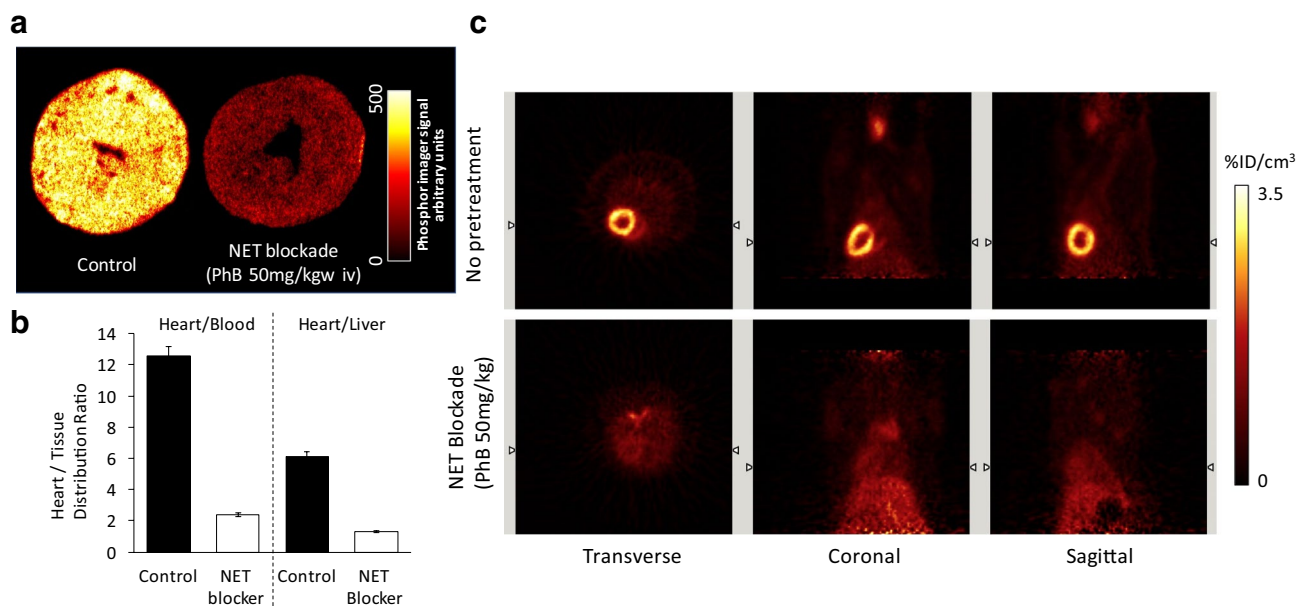 a
Control
NET blockade
(PhB 50mg/kgw iv)
500
0
Phosphor imager signal
arbitrary units
b
Heart/Blood
Heart/Liver
14
12
10
8
6
4
2
0
Heart / Tissue
Distribution Ratio
Control
NET
blocker
Control
NET
Blocker
c
No pretreatment
NET Blockade
(PhB 50mg/kg)
Transverse
Coronal
Sagittal
%ID/cm³
3.5
0